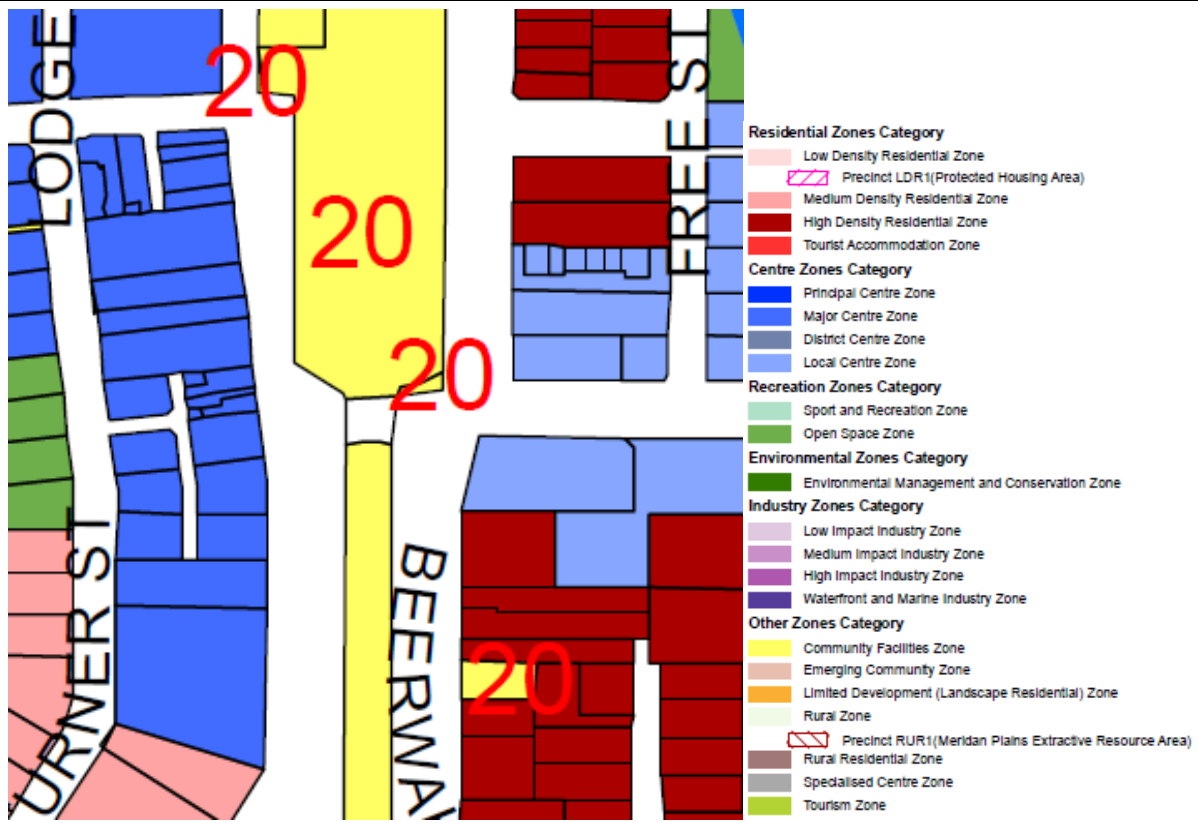 LODGE
20
FREE ST
20
20
URNER ST
BEERWA
20
Residential Zones Category
Low Density Residential Zone
Precinct LDR1(Protected Housing Area)
Medium Density Residential Zone
High Density Residential Zone
Tourist Accommodation Zone
Centre Zones Category
Principal Centre Zone
Major Centre Zone
District Centre Zone
Local Centre Zone
Recreation Zones Category
Sport and Recreation Zone
Open Space Zone
Environmental Zones Category
Environmental Management and Conservation Zone
Industry Zones Category
Low Impact Industry Zone
Medium Impact Industry Zone
High Impact Industry Zone
Waterfront and Marine Industry Zone
Other Zones Category
Community Facilities Zone
Emerging Community Zone
Limited Development (Landscape Residential) Zone
Rural Zone
Precinct RUR1(Meridan Plains Extractive Resource Area)
Rural Residential Zone
Specialised Centre Zone
Tourism Zone